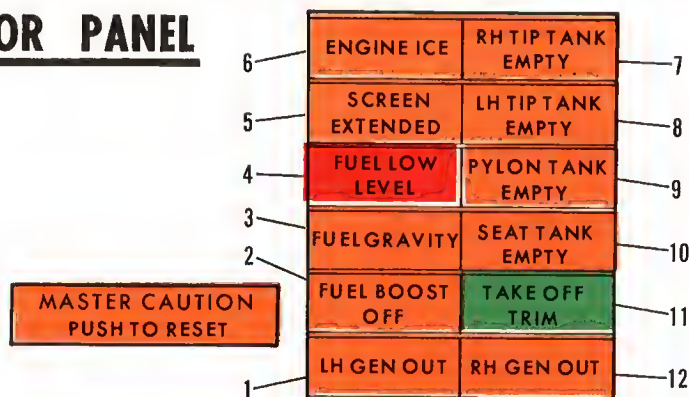 OR PANEL
6
ENGINE ICE
RH TIP TANK
EMPTY
7
5
SCREEN
EXTENDED
LH TIP TANK
EMPTY
8
4
FUEL LOW
LEVEL
PYLON TANK
EMPTY
9
3
FUEL GRAVITY
SEAT TANK
EMPTY
10
2
FUEL BOOST
OFF
TAKE OFF
TRIM
11
MASTER CAUTION
PUSH TO RESET
1
LH GEN OUT
RH GEN OUT
12